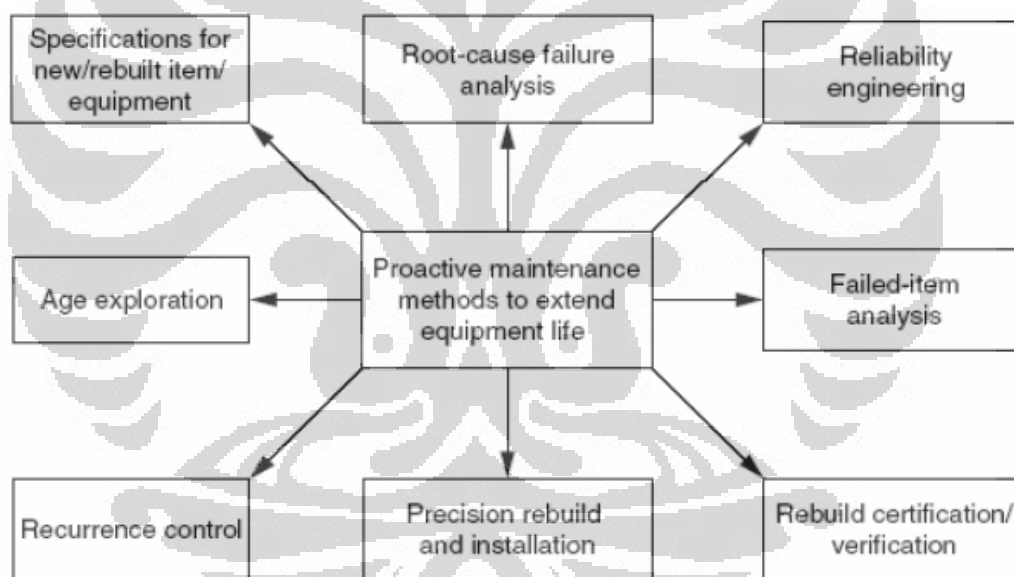 Specifications for
new/rebuilt item/
equipment
Root-cause failure
analysis
Reliability
engineering
Age exploration
Proactive maintenance
methods to extend
equipment life
Failed-item
analysis
Recurrence control
Precision rebuild
and installation
Rebuild certification/
verification